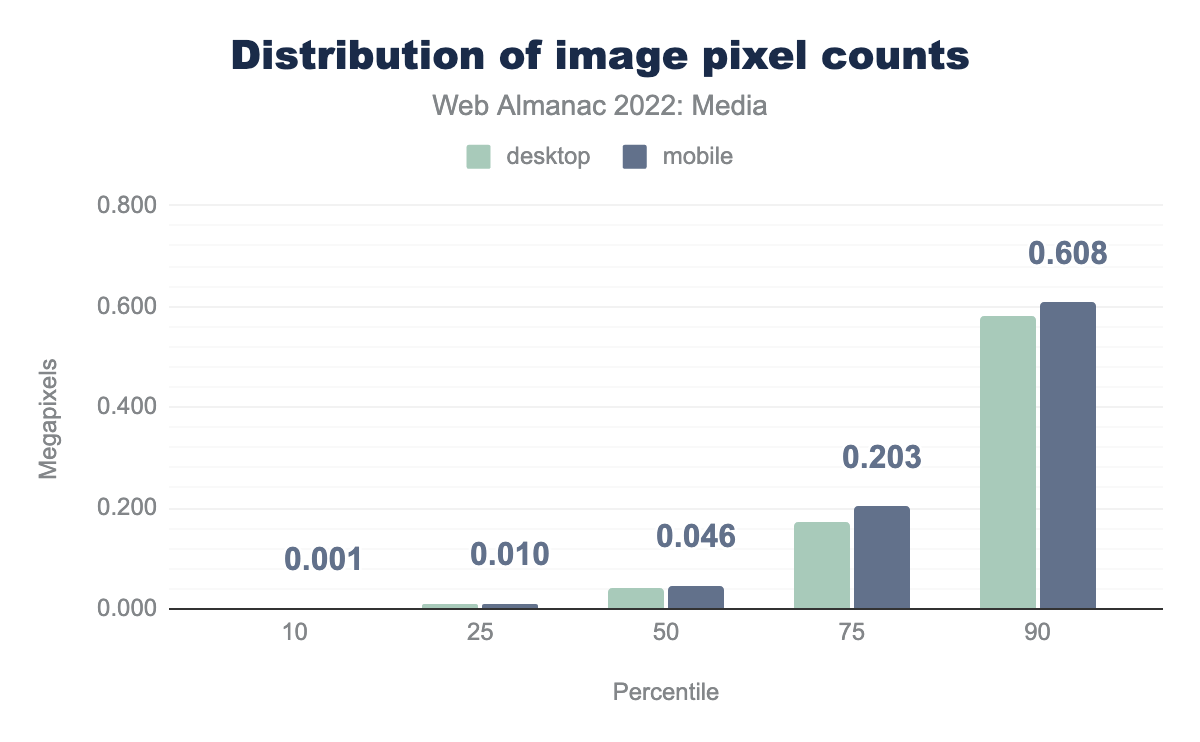 Distribution of image pixel counts
Web Almanac 2022: Media
desktop mobile
0.800
0.600
0.400
0.200
0.000
Megapixels
0.001
0.010
0.046
0.203
0.608
10 25 50 75 90
Percentile